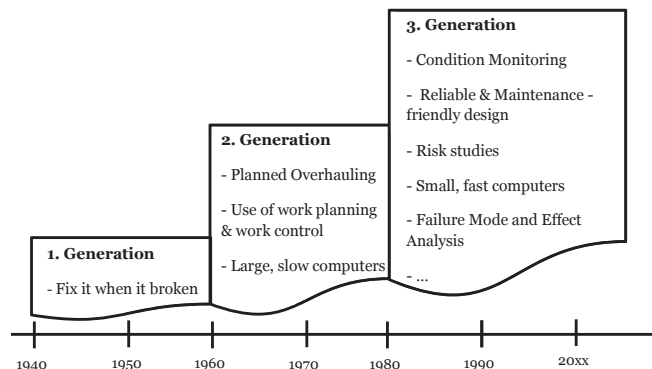 3. Generation
- Condition Monitoring
-  Reliable & Maintenance -
friendly design
- Risk studies
- Small, fast computers
- Failure Mode and Effect
Analysis
- ...
2. Generation
- Planned Overhauling
- Use of work planning
& work control
- Large, slow computers
1. Generation
- Fix it when it broken
1940 1950 1960 1970 1980 1990 20xx